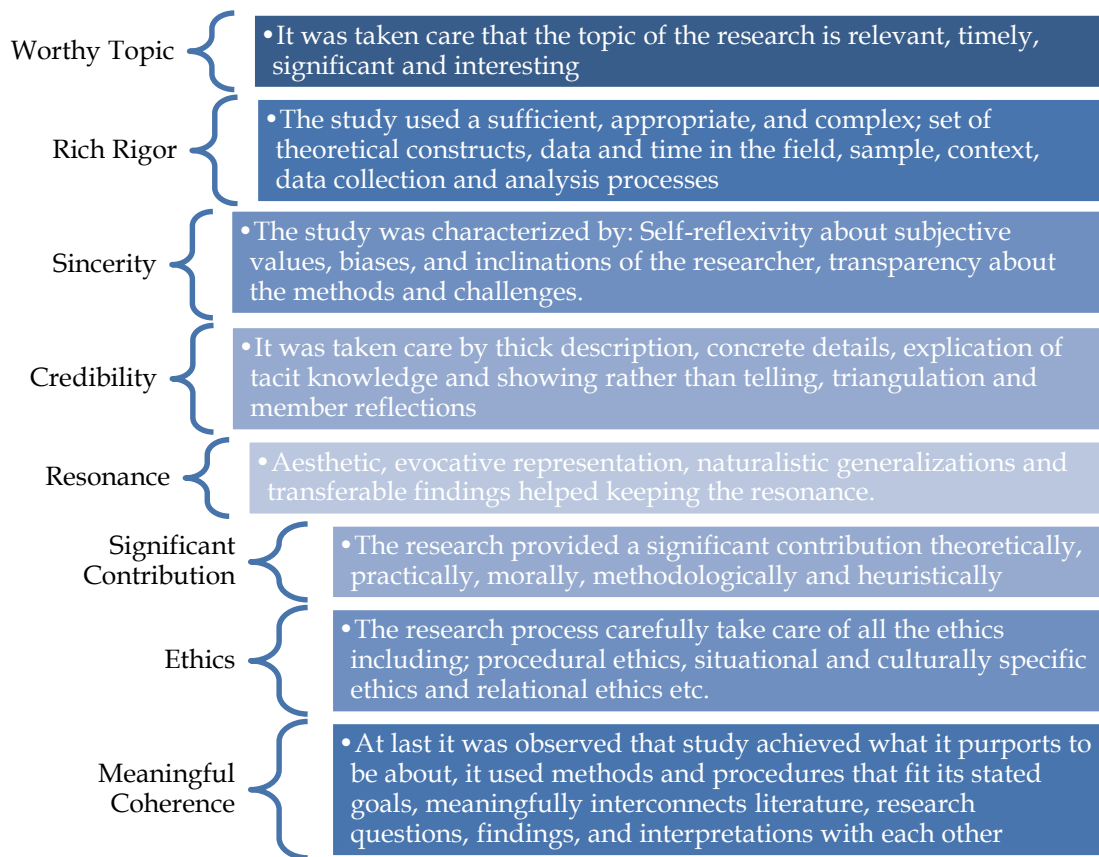 Worthy Topic
•It was taken care that the topic of the research is relevant, timely,
significant and interesting
Rich Rigor
•The study used a sufficient, appropriate, and complex; set of
theoretical constructs, data and time in the field, sample, context,
data collection and analysis processes
Sincerity
•The study was characterized by: Self-reflexivity about subjective
values, biases, and inclinations of the researcher, transparency about
the methods and challenges.
Credibility
•It was taken care by thick description, concrete details, explication of
tacit knowledge and showing rather than telling, triangulation and
member reflections
Resonance
•Aesthetic, evocative representation, naturalistic generalizations and
transferable findings helped keeping the resonance.
Significant
Contribution
•The research provided a significant contribution theoretically,
practically, morally, methodologically and heuristically
Ethics
•The research process carefully take care of all the ethics
including; procedural ethics, situational and culturally specific
ethics and relational ethics etc.
Meaningful
Coherence
•At last it was observed that study achieved what it purports to
be about, it used methods and procedures that fit its stated
goals, meaningfully interconnects literature, research
questions, findings, and interpretations with each other